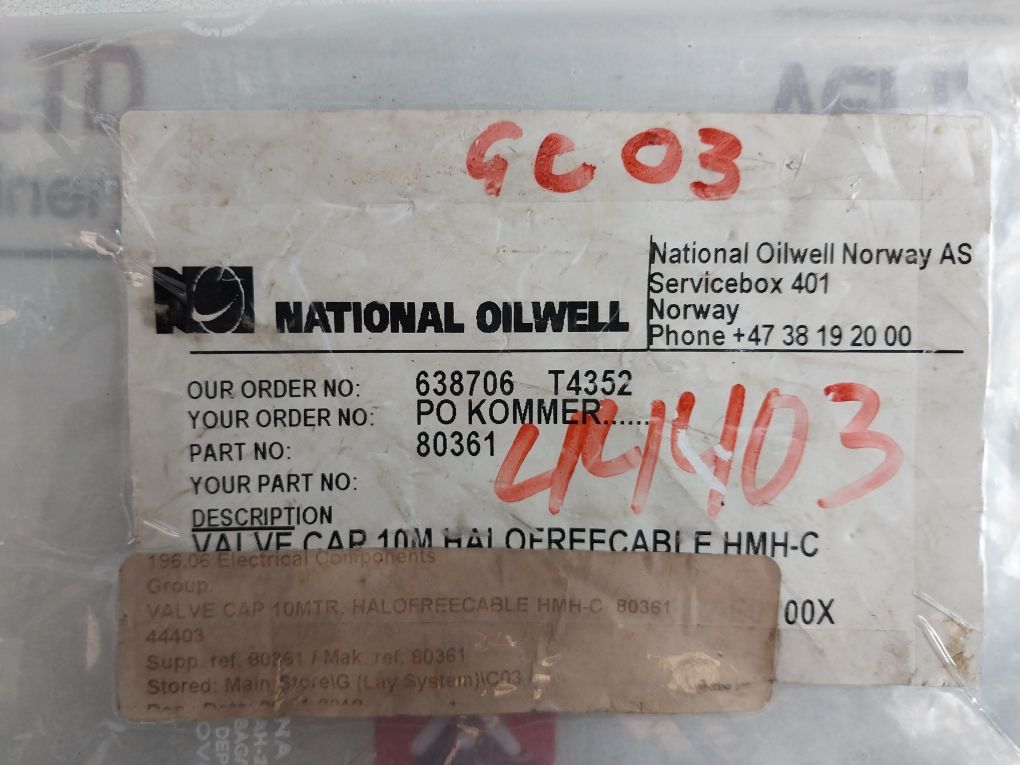 GC03
National Oilwell Norway AS
Servicebox 401
Norway
Phone +47 38 19 20 00
NATIONAL OILWELL
OUR ORDER NO: 638706 T4352
YOUR ORDER NO: PO KOMMER......
PART NO: 80361
44403
YOUR PART NO:
DESCRIPTION
VALVE CAP 10M HALOFREECABLE HMH-C
00X
196.06 Electrical Components
Group.
VALVE CAP 10MTR. HALOFREECABLE HMH-C 80361
44403
Supp. ref: 80361 / Mak. ref: 80361
Stored: Main Store\G (Lay System)\C03